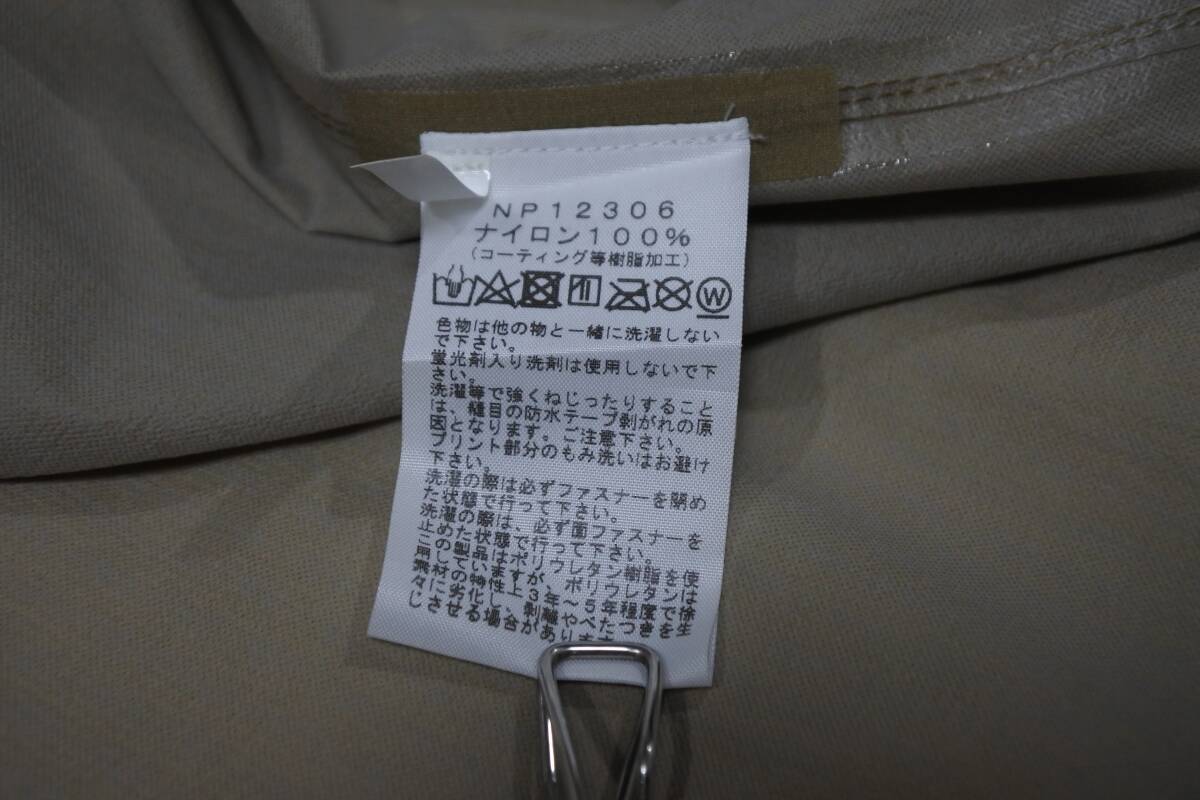 NP12306
ナイロン100%
(コーティング等樹脂加工)
W
色物は他の物と一緒に洗濯しない
で下さい。
蛍光剤入り洗剤は使用しないで下
さい。
洗濯等で強くねじったりすること
は、縫目の防水テープ剥がれの原
因となります。ご注意下さい。
プリント部分のもみ洗いはお避け
下さい。
洗濯の際は必ずファスナーを閉め
た状態で行って下さい。
洗濯の際は、必ず面ファスナーを
止めた状態で行って下さい。
この製品はポリウレタン樹脂を使
用していますが、ポリウレタンは
素材の特性上3年～5年程度で徐
々に劣化し、剥離やべたつきを生
じさせる場合があります